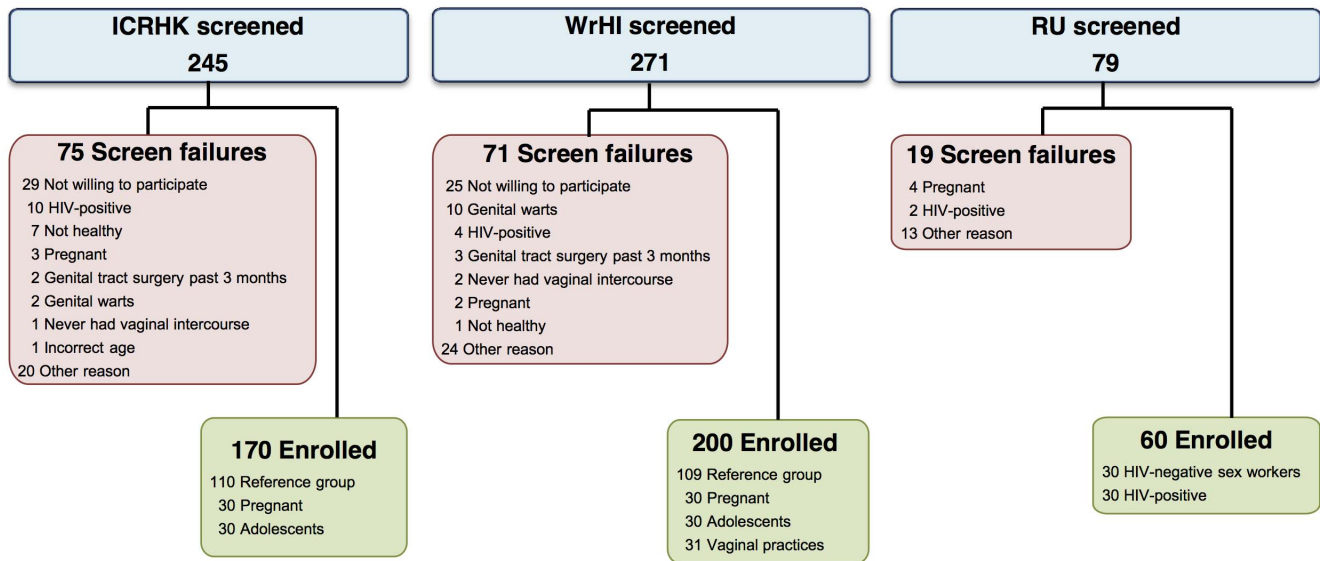 ICRHK screened
245
75 Screen failures
29 Not willing to participate
10 HIV-positive
7 Not healthy
3 Pregnant
2 Genital tract surgery past 3 months
2 Genital warts
1 Never had vaginal intercourse
1 Incorrect age
20 Other reason
170 Enrolled
110 Reference group
30 Pregnant
30 Adolescents
WrHI screened
271
71 Screen failures
25 Not willing to participate
10 Genital warts
4 HIV-positive
3 Genital tract surgery past 3 months
2 Never had vaginal intercourse
2 Pregnant
1 Not healthy
24 Other reason
200 Enrolled
109 Reference group
30 Pregnant
30 Adolescents
31 Vaginal practices
RU screened
79
19 Screen failures
4 Pregnant
2 HIV-positive
13 Other reason
60 Enrolled
30 HIV-negative sex workers
30 HIV-positive